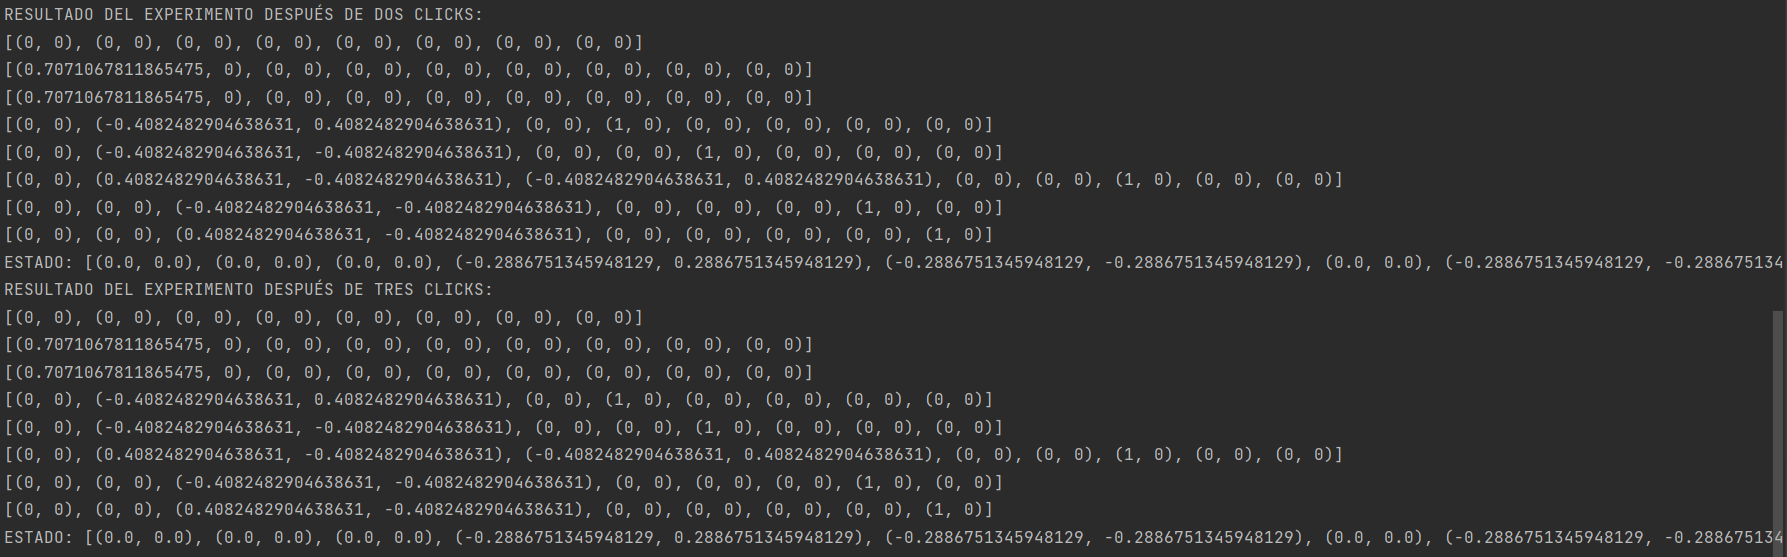 RESULTADO DEL EXPERIMENTO DESPUÉS DE DOS CLICKS:
[(0, 0), (0, 0), (0, 0), (0, 0), (0, 0), (0, 0), (0, 0), (0, 0)]
[(0.7071067811865475, 0), (0, 0), (0, 0), (0, 0), (0, 0), (0, 0), (0, 0), (0, 0)]
[(0.7071067811865475, 0), (0, 0), (0, 0), (0, 0), (0, 0), (0, 0), (0, 0), (0, 0)]
[(0, 0), (-0.4082482904638631, 0.4082482904638631), (0, 0), (1, 0), (0, 0), (0, 0), (0, 0), (0, 0)]
[(0, 0), (-0.4082482904638631, -0.4082482904638631), (0, 0), (0, 0), (1, 0), (0, 0), (0, 0), (0, 0)]
[(0, 0), (0.4082482904638631, -0.4082482904638631), (-0.4082482904638631, 0.4082482904638631), (0, 0), (0, 0), (1, 0), (0, 0), (0, 0)]
[(0, 0), (0, 0), (-0.4082482904638631, -0.4082482904638631), (0, 0), (0, 0), (0, 0), (1, 0), (0, 0)]
[(0, 0), (0, 0), (0.4082482904638631, -0.4082482904638631), (0, 0), (0, 0), (0, 0), (0, 0), (1, 0)]
ESTADO: [(0.0, 0.0), (0.0, 0.0), (0.0, 0.0), (-0.2886751345948129, 0.2886751345948129), (-0.2886751345948129, -0.2886751345948129), (0.0, 0.0), (-0.2886751345948129, -0.288675134
RESULTADO DEL EXPERIMENTO DESPUÉS DE TRES CLICKS:
[(0, 0), (0, 0), (0, 0), (0, 0), (0, 0), (0, 0), (0, 0), (0, 0)]
[(0.7071067811865475, 0), (0, 0), (0, 0), (0, 0), (0, 0), (0, 0), (0, 0), (0, 0)]
[(0.7071067811865475, 0), (0, 0), (0, 0), (0, 0), (0, 0), (0, 0), (0, 0), (0, 0)]
[(0, 0), (-0.4082482904638631, 0.4082482904638631), (0, 0), (1, 0), (0, 0), (0, 0), (0, 0), (0, 0)]
[(0, 0), (-0.4082482904638631, -0.4082482904638631), (0, 0), (0, 0), (1, 0), (0, 0), (0, 0), (0, 0)]
[(0, 0), (0.4082482904638631, -0.4082482904638631), (-0.4082482904638631, 0.4082482904638631), (0, 0), (0, 0), (1, 0), (0, 0), (0, 0)]
[(0, 0), (0, 0), (-0.4082482904638631, -0.4082482904638631), (0, 0), (0, 0), (0, 0), (1, 0), (0, 0)]
[(0, 0), (0, 0), (0.4082482904638631, -0.4082482904638631), (0, 0), (0, 0), (0, 0), (0, 0), (1, 0)]
ESTADO: [(0.0, 0.0), (0.0, 0.0), (0.0, 0.0), (-0.2886751345948129, 0.2886751345948129), (-0.2886751345948129, -0.2886751345948129), (0.0, 0.0), (-0.2886751345948129, -0.288675134